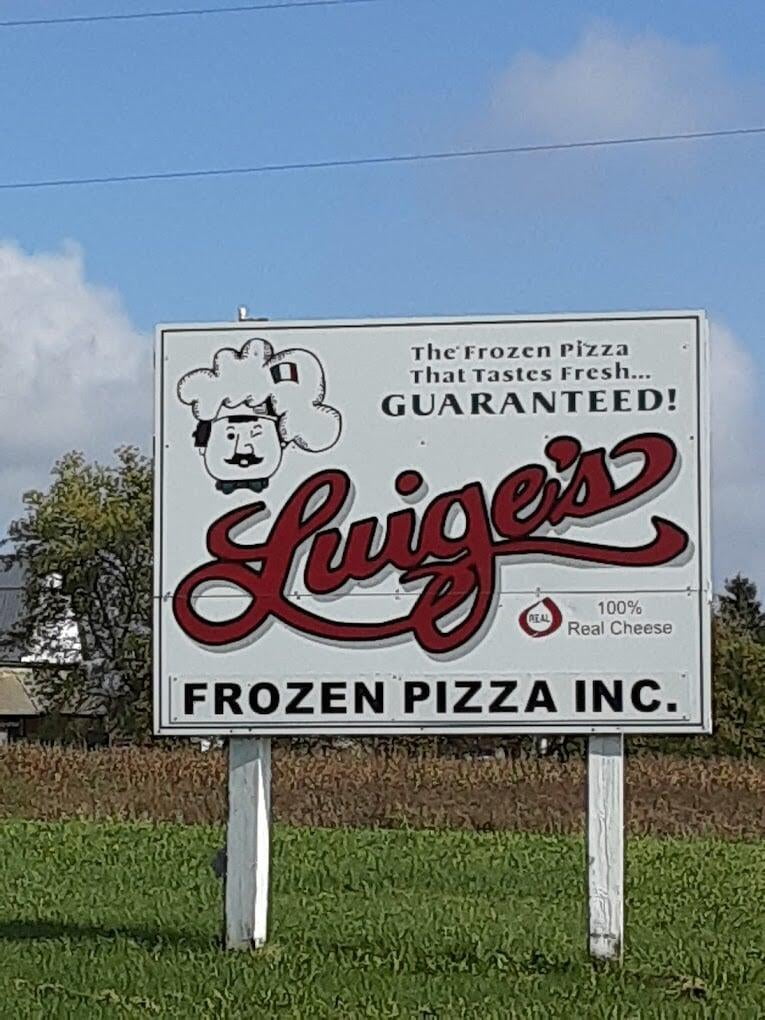 The Frozen Pizza
That Tastes Fresh...
GUARANTEED!
Luige's
REAL
100%
Real Cheese
FROZEN PIZZA INC.